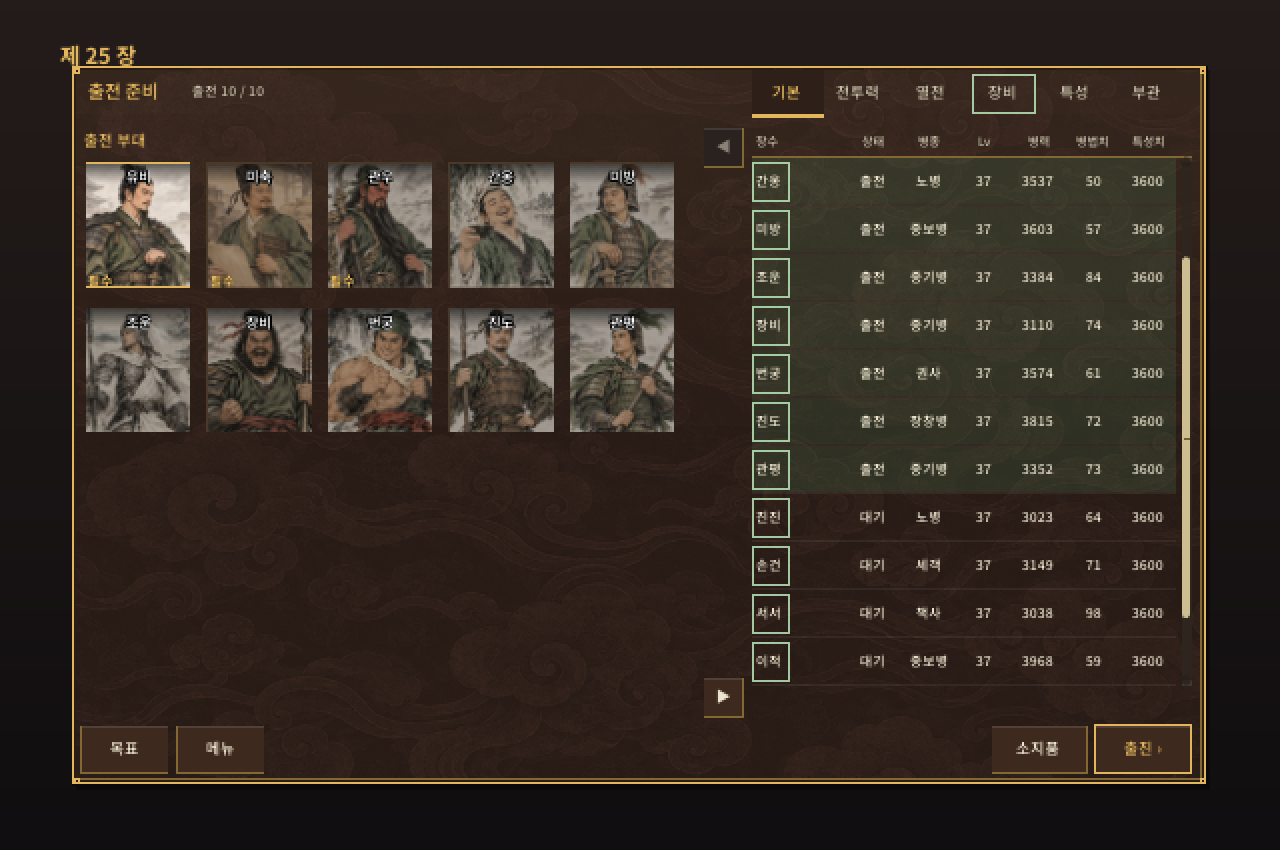 제 25 장
출전 준비 출전 10 / 10
기본 전투력 열전 장비 특성 부관
출전 부대
유비 미축 관우 간옹 미방
필수 필수 필수
조운 장비 번궁 진도 관평
장수 상태 병종 Lv 병력 병법치 특성치
간옹 출전 노병 37 3537 50 3600
미방 출전 중보병 37 3603 57 3600
조운 출전 중기병 37 3384 84 3600
장비 출전 중기병 37 3110 74 3600
번궁 출전 권사 37 3574 61 3600
진도 출전 장창병 37 3815 72 3600
관평 출전 중기병 37 3352 73 3600
진진 대기 노병 37 3023 64 3600
손건 대기 세객 37 3149 71 3600
서서 대기 책사 37 3038 98 3600
이적 대기 중보병 37 3968 59 3600
목표 메뉴 소지품 출진 ›